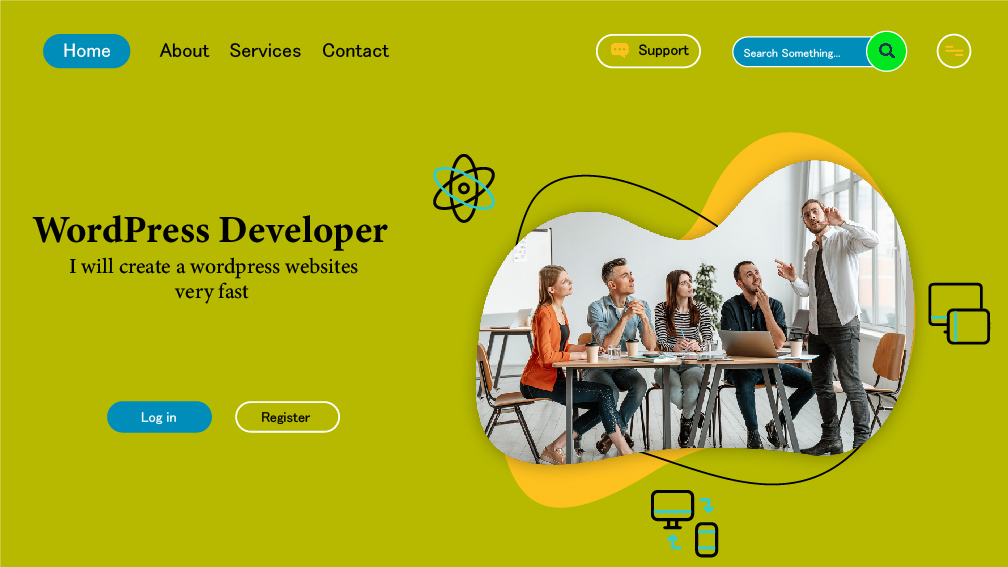 Home About Services Contact Support Search Something...
WordPress Developer
I will create a wordpress websites
very fast
Log in Register